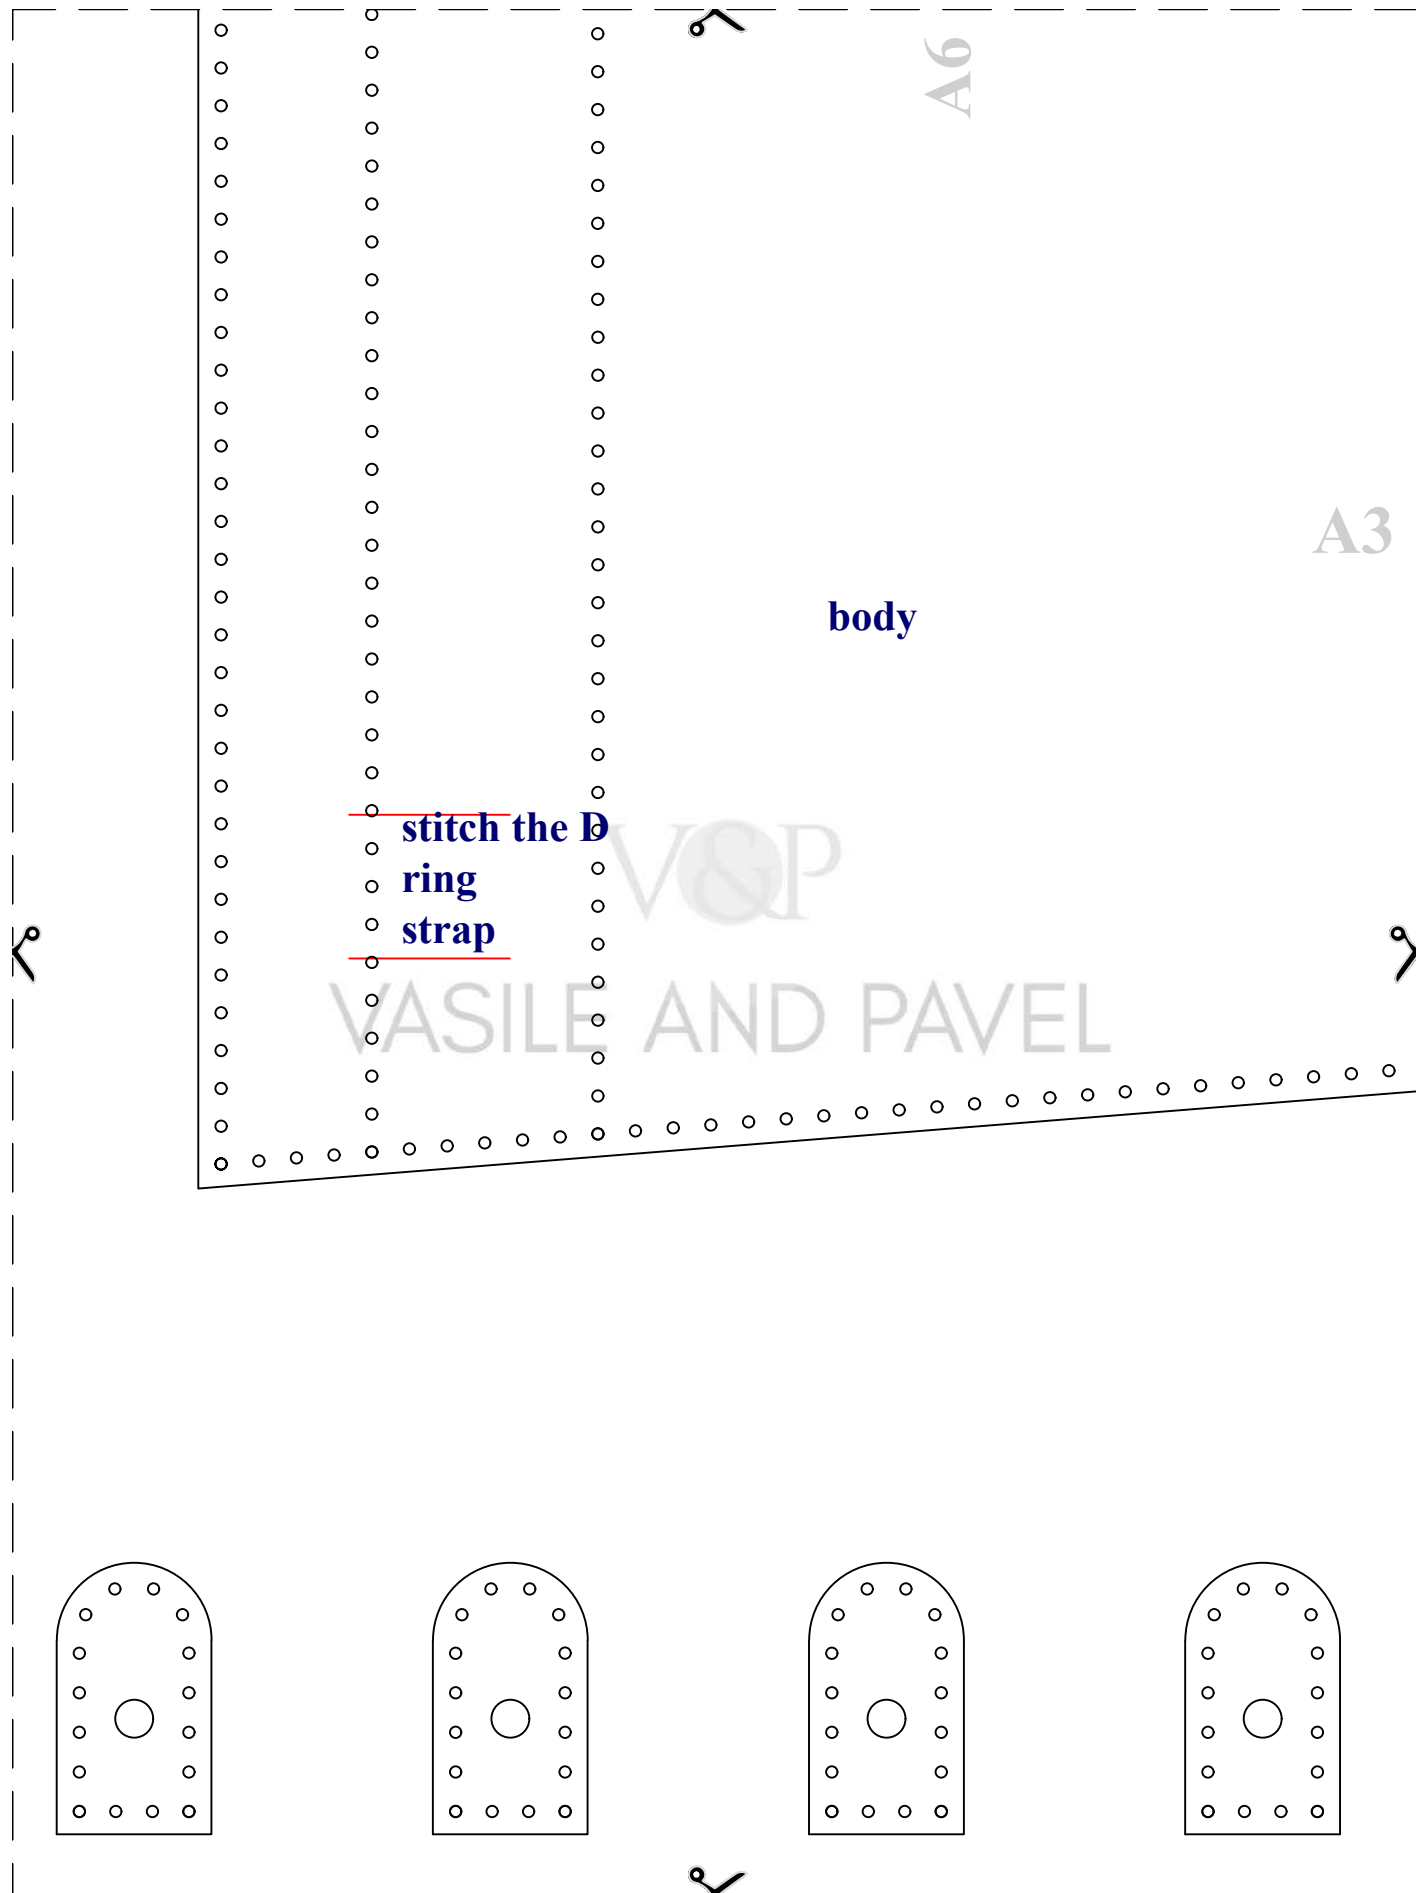 A6
A3
body
stitch the D
ring
strap
V&P
VASILE AND PAVEL